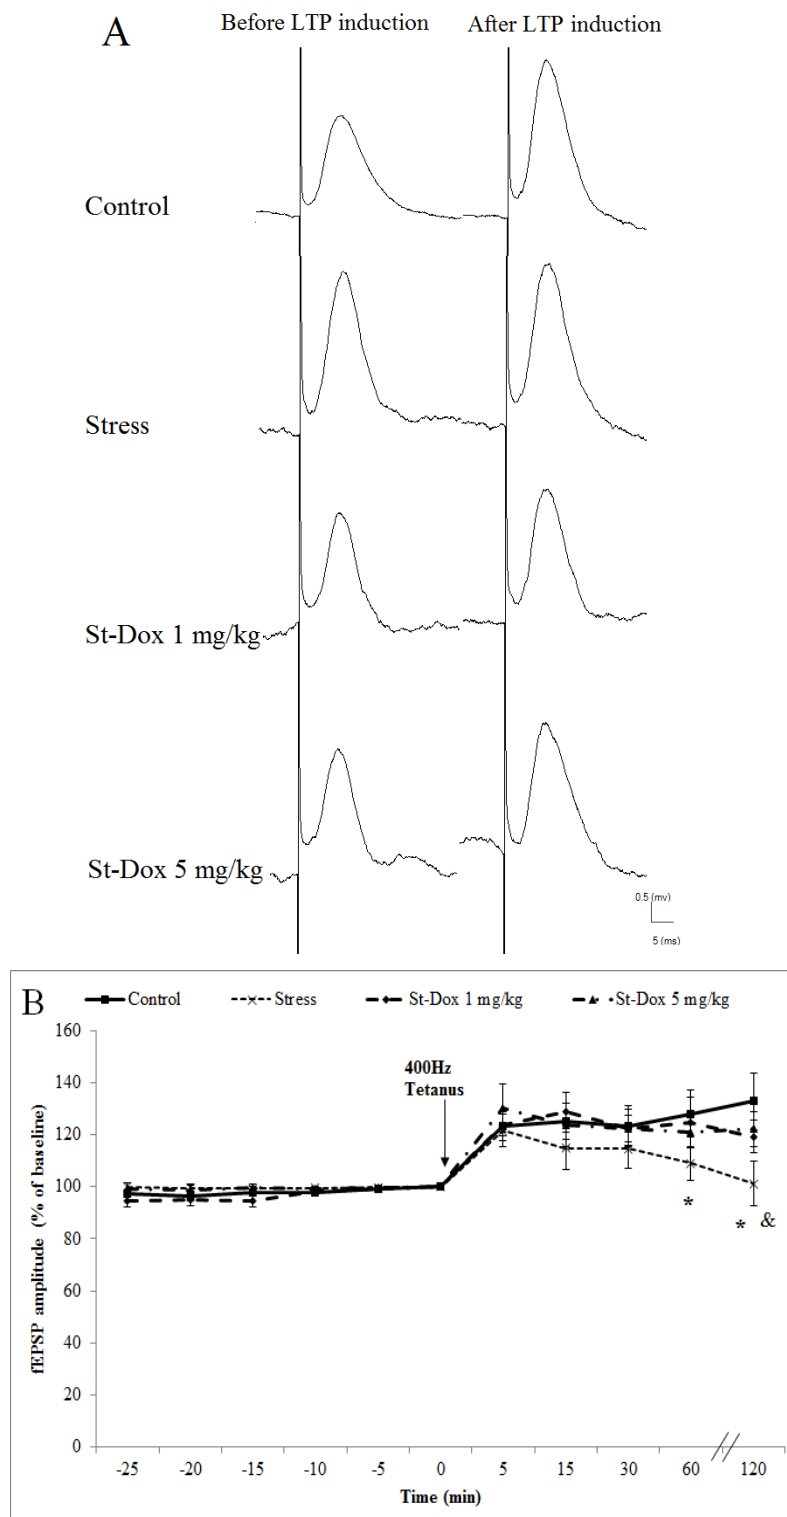 A
Before LTP induction
After LTP induction
Control
Stress
St-Dox 1 mg/kg
St-Dox 5 mg/kg
0.5 (mv)
5 (ms)
B
Control
Stress
St-Dox 1 mg/kg
St-Dox 5 mg/kg
fEPSP amplitude (% of baseline)
160
140
120
100
80
60
40
20
0
400Hz
Tetanus
*
* &
-25 -20 -15 -10 -5 0 5 15 30 60 120
Time (min)